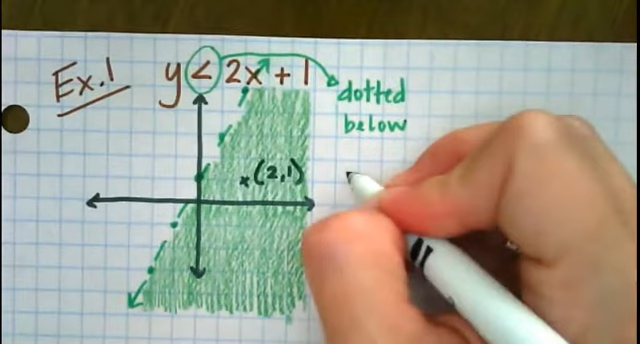 Ex.1 y < 2x + 1
dotted
below
x(2,1)